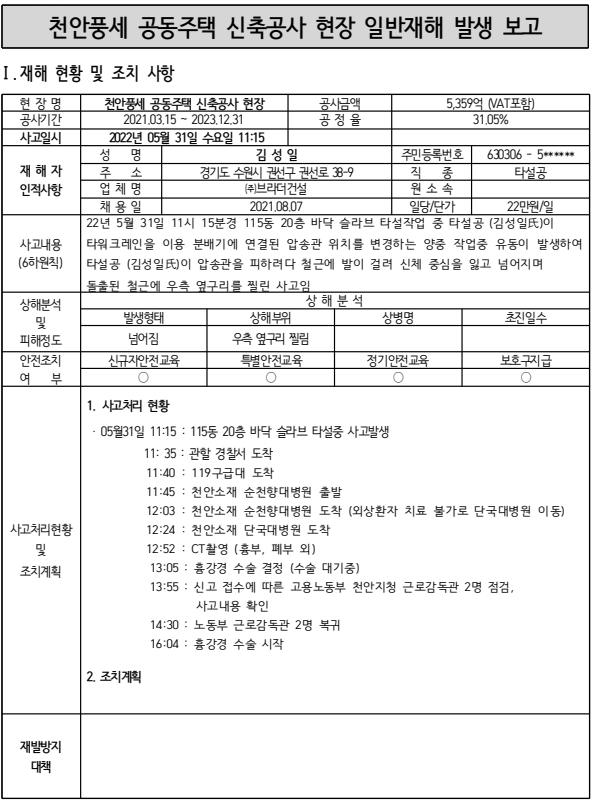 천안풍세 공동주택 신축공사 현장 일반재해 발생 보고
Ⅰ.재해 현황 및 조치 사항
현 장 명 천안풍세 공동주택 신축공사 현장 공사금액 5,359억 (VAT포함)
공사기간 2021.03.15 ~ 2023.12.31 공 정 율 31.05%
사고일시 2022년 05월 31일 수요일 11:15
재 해 자
인적사항
성 명 김 성 일 주민등록번호 630306 - 5******
주 소 경기도 수원시 권선구 권선로 38-9 직 종 타설공
업 체 명 ㈜브라더건설 원 소 속
채 용 일 2021.08.07 일당/단가 22만원/일
사고내용
(6하원칙)
22년 5월 31일 11시 15분경 115동 20층 바닥 슬라브 타설작업 중 타설공 (김성일氏)이
타워크레인을 이용 분배기에 연결된 압송관 위치를 변경하는 양중 작업중 유동이 발생하여
타설공 (김성일氏)이 압송관을 피하려다 철근에 발이 걸려 신체 중심을 잃고 넘어지며
돌출된 철근에 우측 옆구리를 찔린 사고임
상해분석
및
피해정도
상 해 분 석
발생형태 상해부위 상병명 초진일수
넘어짐 우측 옆구리 찔림
안전조치
여 부
신규자안전교육 특별안전교육 정기안전교육 보호구지급
○ ○ ○ ○
사고처리현황
및
조치계획
1. 사고처리 현황
· 05월31일 11:15 : 115동 20층 바닥 슬라브 타설중 사고발생
11: 35 : 관할 경찰서 도착
11:40 : 119구급대 도착
11:45 : 천안소재 순천향대병원 출발
12:03 : 천안소재 순천향대병원 도착 (외상환자 치료 불가로 단국대병원 이동)
12:24 : 천안소재 단국대병원 도착
12:52 : CT촬영 (흉부, 폐부 외)
13:05 : 흉강경 수술 결정 (수술 대기중)
13:55 : 신고 접수에 따른 고용노동부 천안지청 근로감독관 2명 점검,
사고내용 확인
14:30 : 노동부 근로감독관 2명 복귀
16:04 : 흉강경 수술 시작
2. 조치계획
재발방지
대책